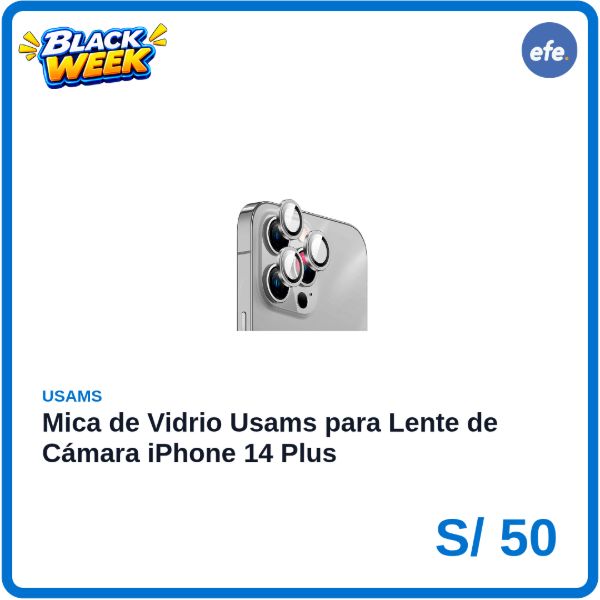 BLACK
WEEK
efe.
USAMS
Mica de Vidrio Usams para Lente de
Cámara iPhone 14 Plus
S/ 50